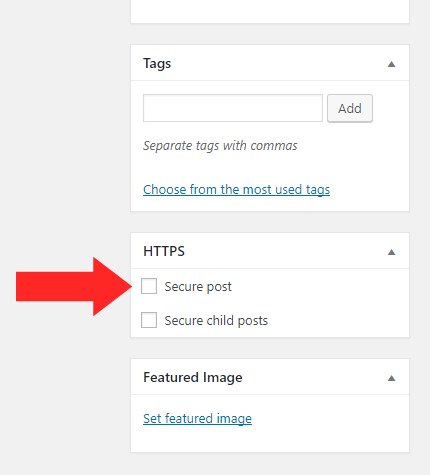 Tags
Add
Separate tags with commas
Choose from the most used tags
HTTPS
Secure post
Secure child posts
Featured Image
Set featured image